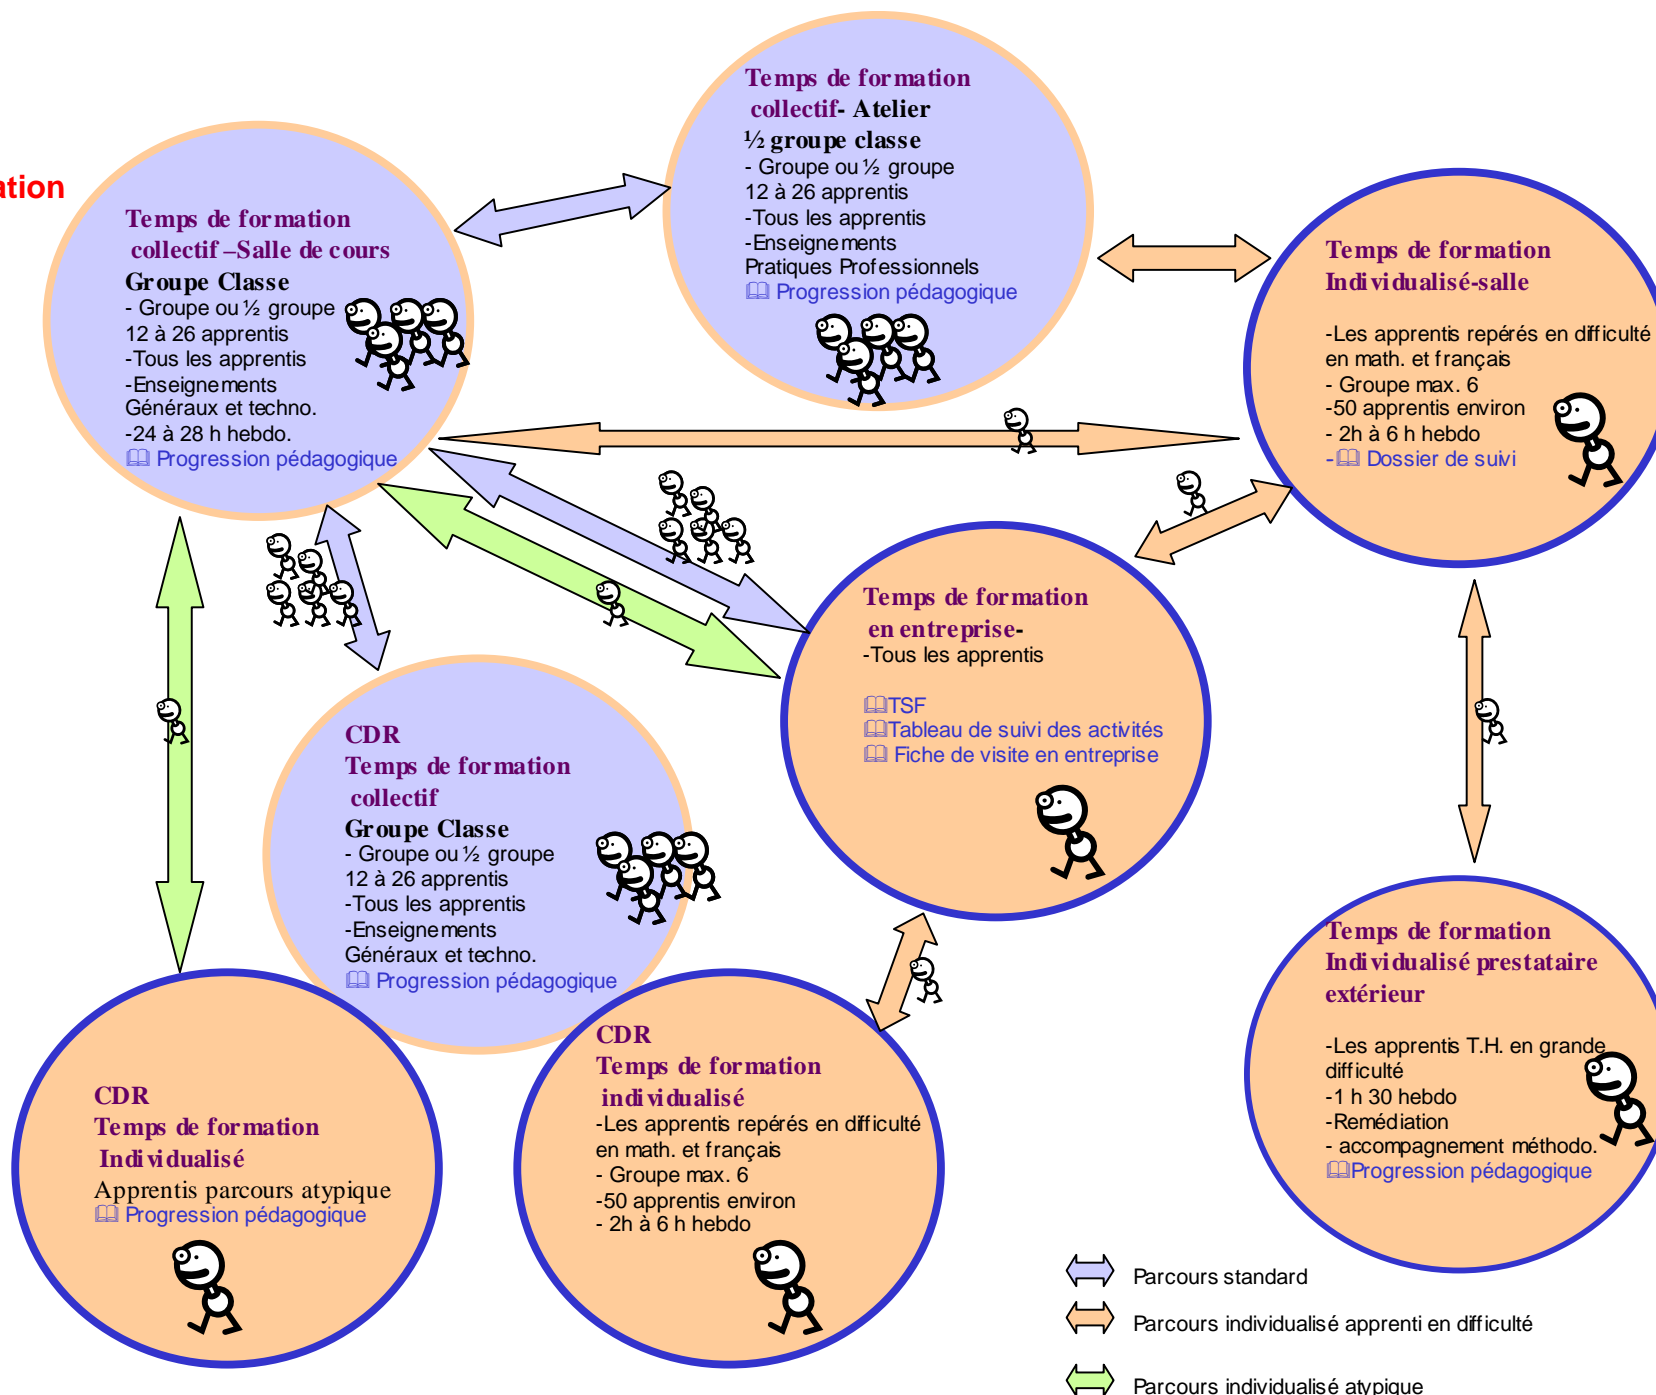 ation
Temps de formation
collectif –Salle de cours
Groupe Classe
- Groupe ou ½ groupe
12 à 26 apprentis
-Tous les apprentis
-Enseignements
Généraux et techno.
-24 à 28 h hebdo.
Progression pédagogique
Temps de formation
collectif- Atelier
½ groupe classe
- Groupe ou ½ groupe
12 à 26 apprentis
-Tous les apprentis
-Enseignements
Pratiques Professionnels
Progression pédagogique
Temps de formation
Individualisé-salle
-Les apprentis repérés en difficulté
en math. et français
- Groupe max. 6
-50 apprentis environ
- 2h à 6 h hebdo
- Dossier de suivi
Temps de formation
en entreprise-
-Tous les apprentis
TSF
Tableau de suivi des activités
Fiche de visite en entreprise
CDR
Temps de formation
collectif
Groupe Classe
- Groupe ou ½ groupe
12 à 26 apprentis
-Tous les apprentis
-Enseignements
Généraux et techno.
Progression pédagogique
CDR
Temps de formation
Individualisé
Apprentis parcours atypique
Progression pédagogique
CDR
Temps de formation
individualisé
-Les apprentis repérés en difficulté
en math. et français
- Groupe max. 6
-50 apprentis environ
- 2h à 6 h hebdo
Temps de formation
Individualisé prestataire
extérieur
-Les apprentis T.H. en grande
difficulté
-1 h 30 hebdo
-Remédiation
- accompagnement méthodo.
Progression pédagogique
Parcours standard
Parcours individualisé apprenti en difficulté
Parcours individualisé atypique